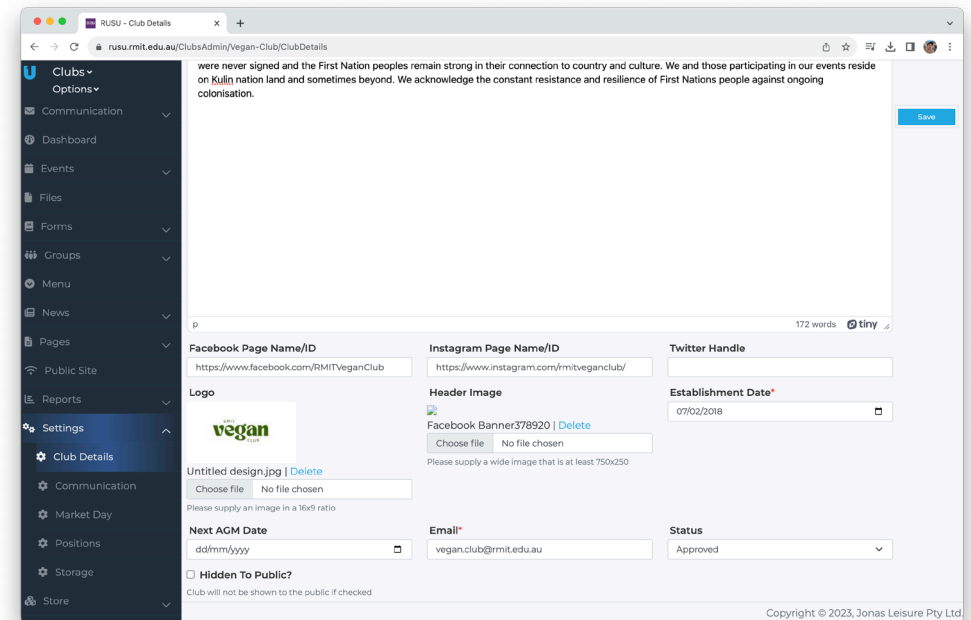 RUSU - Club Details
rusu.rmit.edu.au/ClubsAdmin/Vegan-Club/ClubDetails
Clubs
Options
Communication
Dashboard
Events
Files
Forms
Groups
Menu
News
Pages
Public Site
Reports
Settings
Club Details
Communication
Market Day
Positions
Storage
Store
were never signed and the First Nation peoples remain strong in their connection to country and culture. We and those participating in our events reside
on Kulin nation land and sometimes beyond. We acknowledge the constant resistance and resilience of First Nations people against ongoing
colonisation.
Save
p
172 words tiny
Facebook Page Name/ID
https://www.facebook.com/RMITVeganClub
Instagram Page Name/ID
https://www.instagram.com/rmitveganclub/
Twitter Handle
Logo
RMIT
vegan
CLUB
Untitled design.jpg | Delete
Choose file No file chosen
Please supply an image in a 16x9 ratio
Header Image
Facebook Banner378920 | Delete
Choose file No file chosen
Please supply a wide image that is at least 750x250
Establishment Date*
07/02/2018
Next AGM Date
dd/mm/yyyy
Email*
vegan.club@rmit.edu.au
Status
Approved
Hidden To Public?
Club will not be shown to the public if checked
Copyright © 2023, Jonas Leisure Pty Ltd.